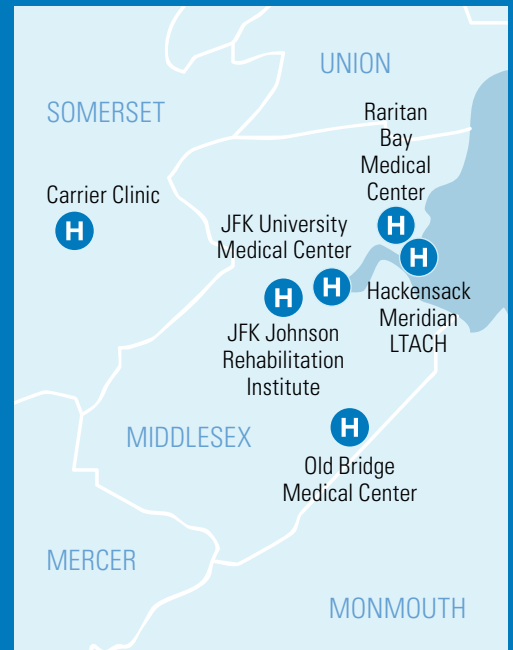 UNION
SOMERSET
Raritan
Bay
Medical
Center
H
Carrier Clinic
H
JFK University
Medical Center
H
H
Hackensack
Meridian
LTACH
H
JFK Johnson
Rehabilitation
Institute
MIDDLESEX
H
Old Bridge
Medical Center
MERCER
MONMOUTH